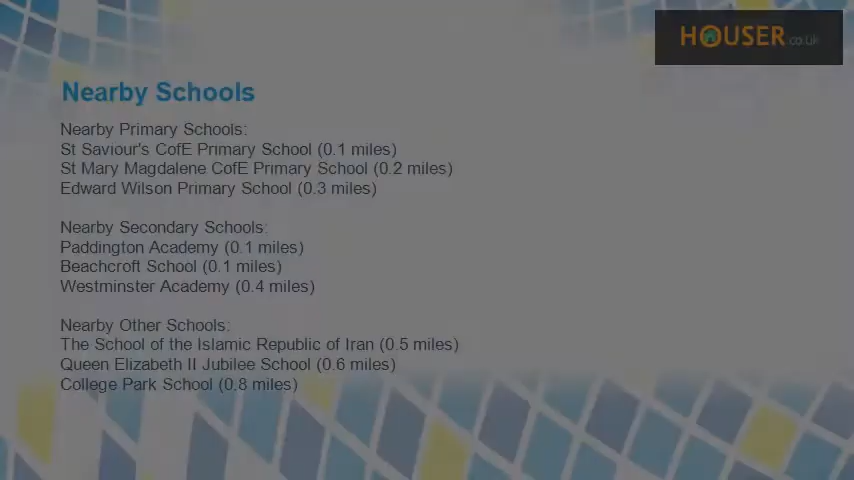 HOUSER.co.uk
Nearby Schools
Nearby Primary Schools:
St Saviour's CofE Primary School (0.1 miles)
St Mary Magdalene CofE Primary School (0.2 miles)
Edward Wilson Primary School (0.3 miles)
Nearby Secondary Schools:
Paddington Academy (0.1 miles)
Beachcroft School (0.1 miles)
Westminster Academy (0.4 miles)
Nearby Other Schools:
The School of the Islamic Republic of Iran (0.5 miles)
Queen Elizabeth II Jubilee School (0.6 miles)
College Park School (0.8 miles)